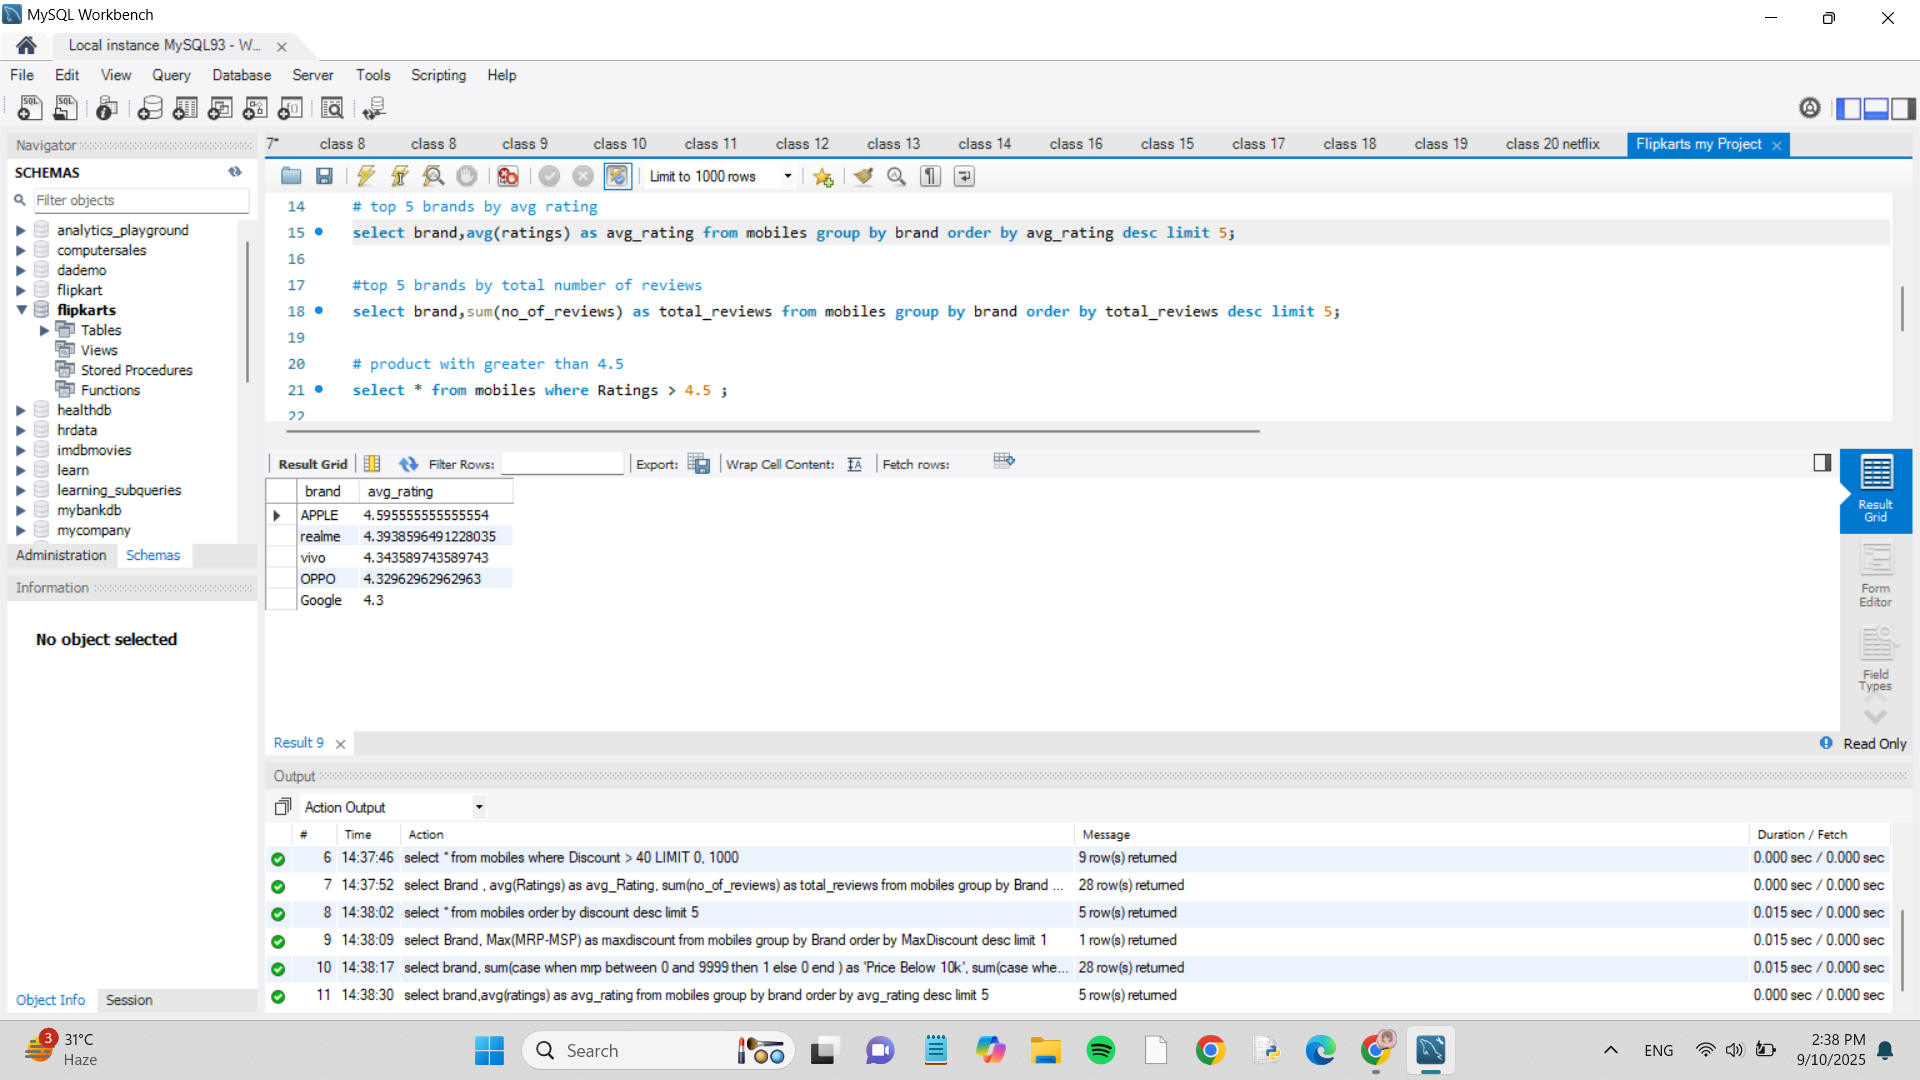 MySQL Workbench
Local instance MySQL93 - W...
File Edit View Query Database Server Tools Scripting Help
Navigator
SCHEMAS
Filter objects
analytics_playground
computersales
dademo
flipkart
flipkarts
Tables
Views
Stored Procedures
Functions
healthdb
hrdata
imdbmovies
learn
learning_subqueries
mybankdb
mycompany
Administration Schemas
Information
No object selected
Object Info Session
7* class 8 class 8 class 9 class 10 class 11 class 12 class 13 class 14 class 16 class 15 class 17 class 18 class 19 class 20 netflix Flipkarts my Project
Limit to 1000 rows
14 # top 5 brands by avg rating
15 select brand,avg(ratings) as avg_rating from mobiles group by brand order by avg_rating desc limit 5;
16
17 #top 5 brands by total number of reviews
18 select brand,sum(no_of_reviews) as total_reviews from mobiles group by brand order by total_reviews desc limit 5;
19
20 # product with greater than 4.5
21 select * from mobiles where Ratings > 4.5 ;
22
Result Grid Filter Rows: Export: Wrap Cell Content: Fetch rows:
brand avg_rating
APPLE 4.595555555555554
realme 4.3938596491228035
vivo 4.343589743589743
OPPO 4.32962962962963
Google 4.3
Result Grid
Form Editor
Field Types
Result 9
Read Only
Output
Action Output
# Time Action Message Duration / Fetch
6 14:37:46 select * from mobiles where Discount > 40 LIMIT 0, 1000 9 row(s) returned 0.000 sec / 0.000 sec
7 14:37:52 select Brand , avg(Ratings) as avg_Rating, sum(no_of_reviews) as total_reviews from mobiles group by Brand ... 28 row(s) returned 0.000 sec / 0.000 sec
8 14:38:02 select * from mobiles order by discount desc limit 5 5 row(s) returned 0.015 sec / 0.000 sec
9 14:38:09 select Brand, Max(MRP-MSP) as maxdiscount from mobiles group by Brand order by MaxDiscount desc limit 1 1 row(s) returned 0.015 sec / 0.000 sec
10 14:38:17 select brand, sum(case when mrp between 0 and 9999 then 1 else 0 end ) as 'Price Below 10k', sum(case whe... 28 row(s) returned 0.015 sec / 0.000 sec
11 14:38:30 select brand,avg(ratings) as avg_rating from mobiles group by brand order by avg_rating desc limit 5 5 row(s) returned 0.000 sec / 0.000 sec
3
31°C
Haze
Search
ENG
2:38 PM
9/10/2025